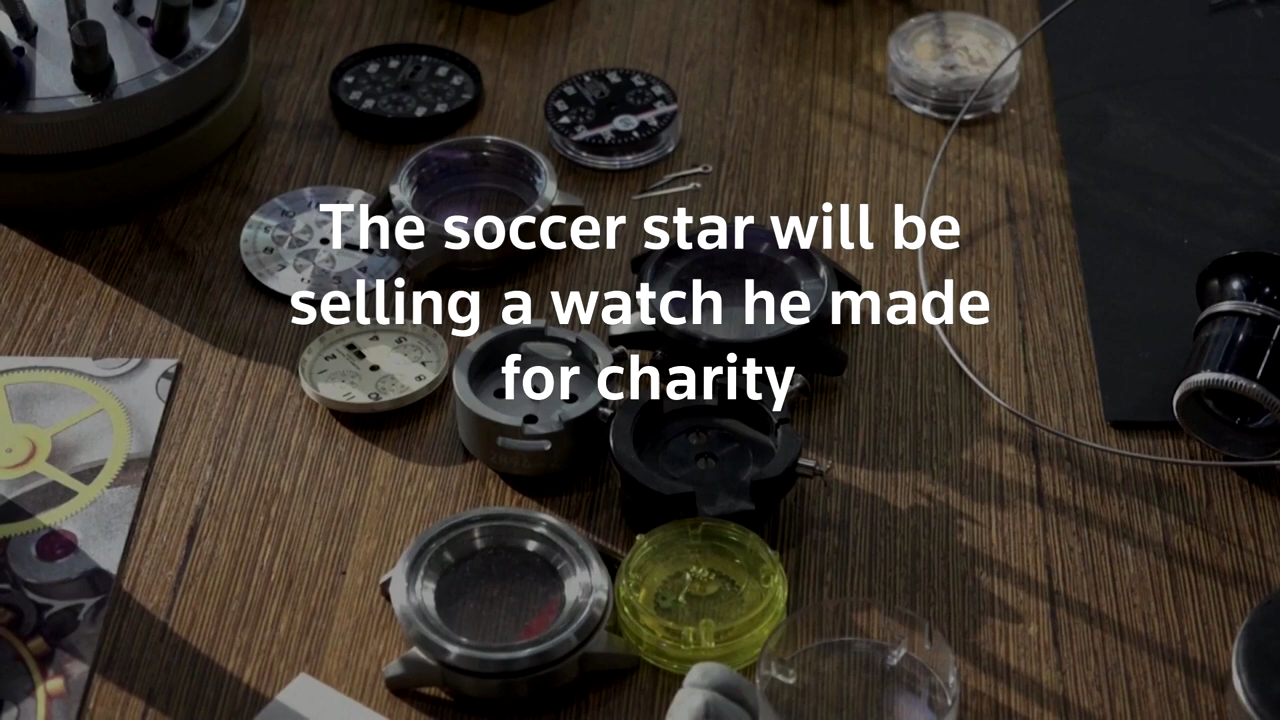 The soccer star will be
selling a watch he made
for charity